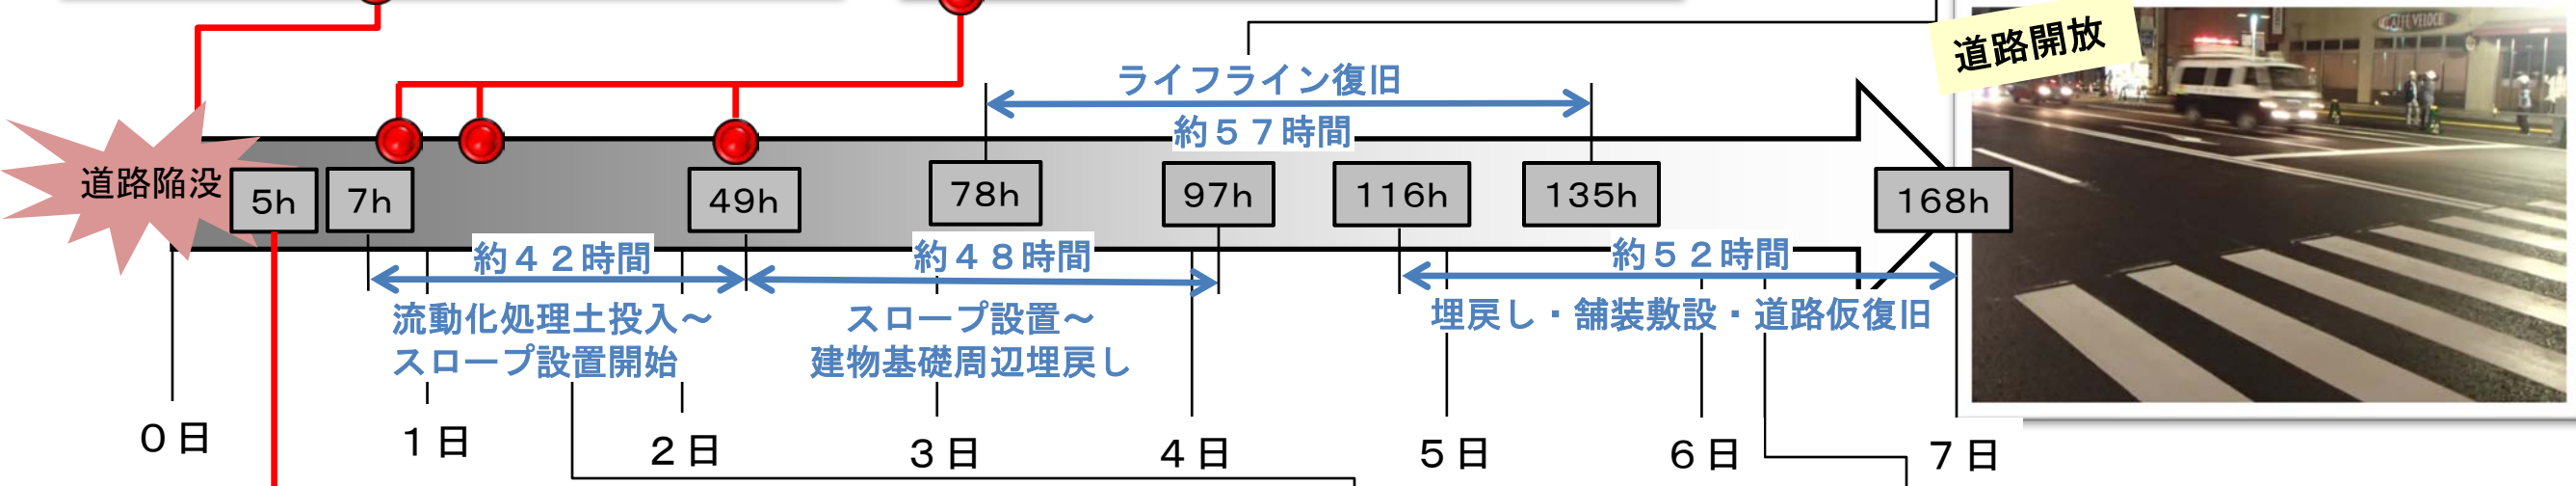 道路開放
ライフライン復旧
約５７時間
道路陥没
5h
7h
49h
78h
97h
116h
135h
168h
約４２時間
約４８時間
約５２時間
流動化処理土投入～
スロープ設置開始
スロープ設置～
建物基礎周辺埋戻し
埋戻し・舗装敷設・道路仮復旧
０日
１日
２日
３日
４日
５日
６日
７日
CAFFE VELOCE